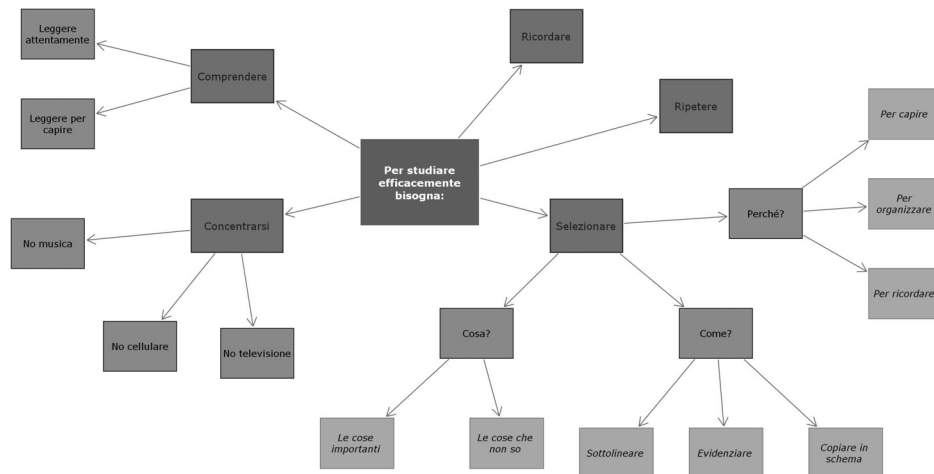 Leggere
attentamente
Comprendere
Leggere per
capire
Ricordare
Ripetere
Per studiare
efficacemente
bisogna:
Concentrarsi
No musica
No cellulare
No televisione
Selezionare
Perché?
Per capire
Per
organizzare
Per ricordare
Cosa?
Come?
Le cose
importanti
Le cose che
non so
Sottolineare
Evidenziare
Copiare in
schema